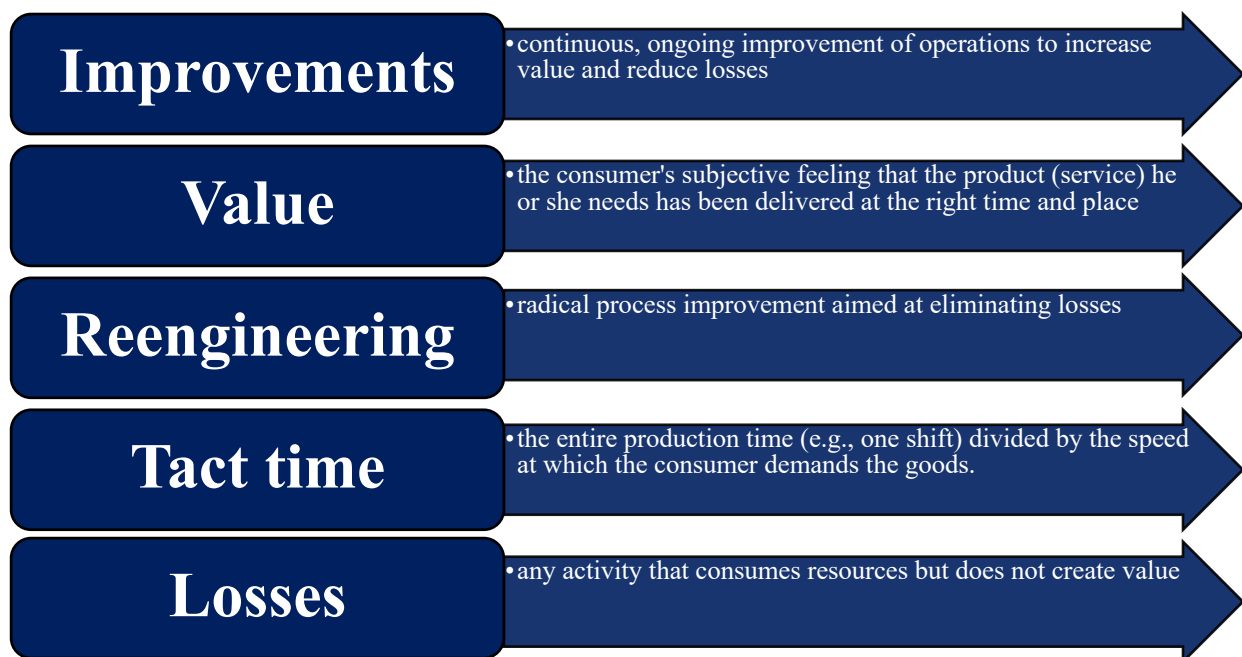 Improvements
•continuous, ongoing improvement of operations to increase
value and reduce losses
Value
•the consumer's subjective feeling that the product (service) he
or she needs has been delivered at the right time and place
Reengineering
•radical process improvement aimed at eliminating losses
Tact time
•the entire production time (e.g., one shift) divided by the speed
at which the consumer demands the goods.
Losses
•any activity that consumes resources but does not create value